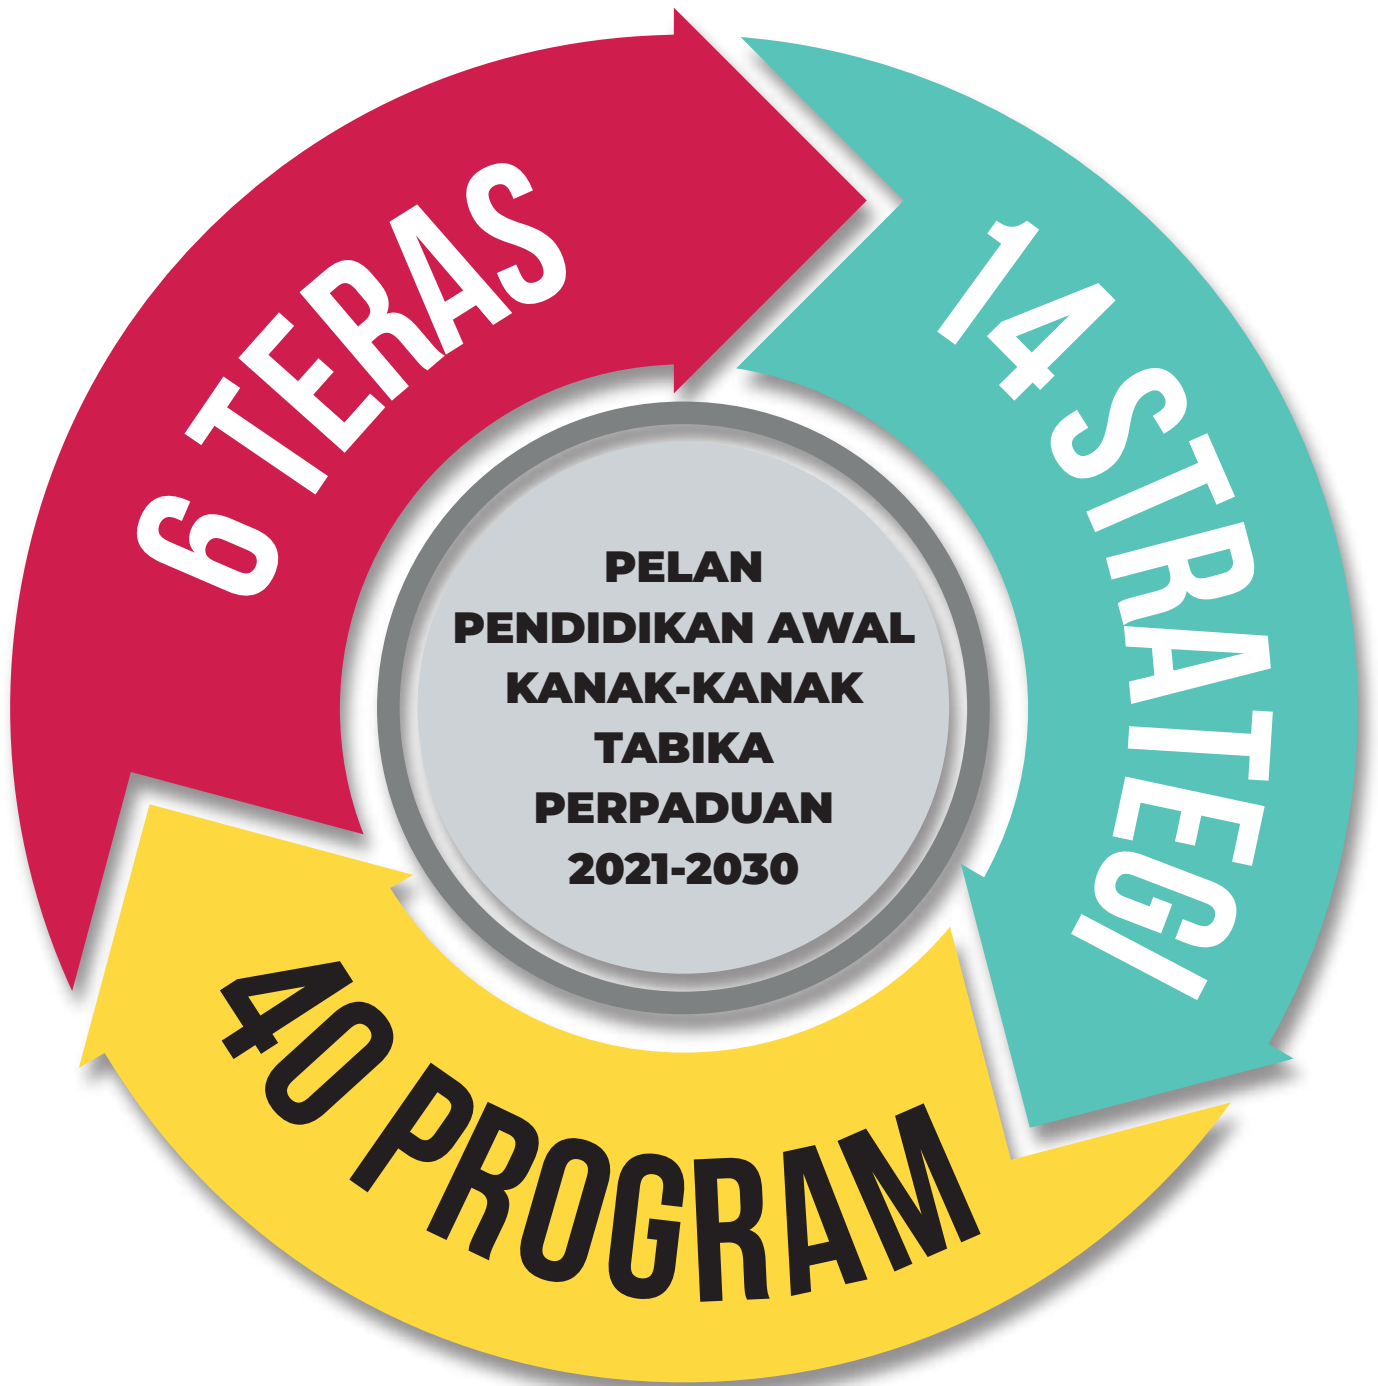 6 TERAS
14 STRATEGI
40 PROGRAM
PELAN
PENDIDIKAN AWAL
KANAK-KANAK
TABIKA
PERPADUAN
2021-2030